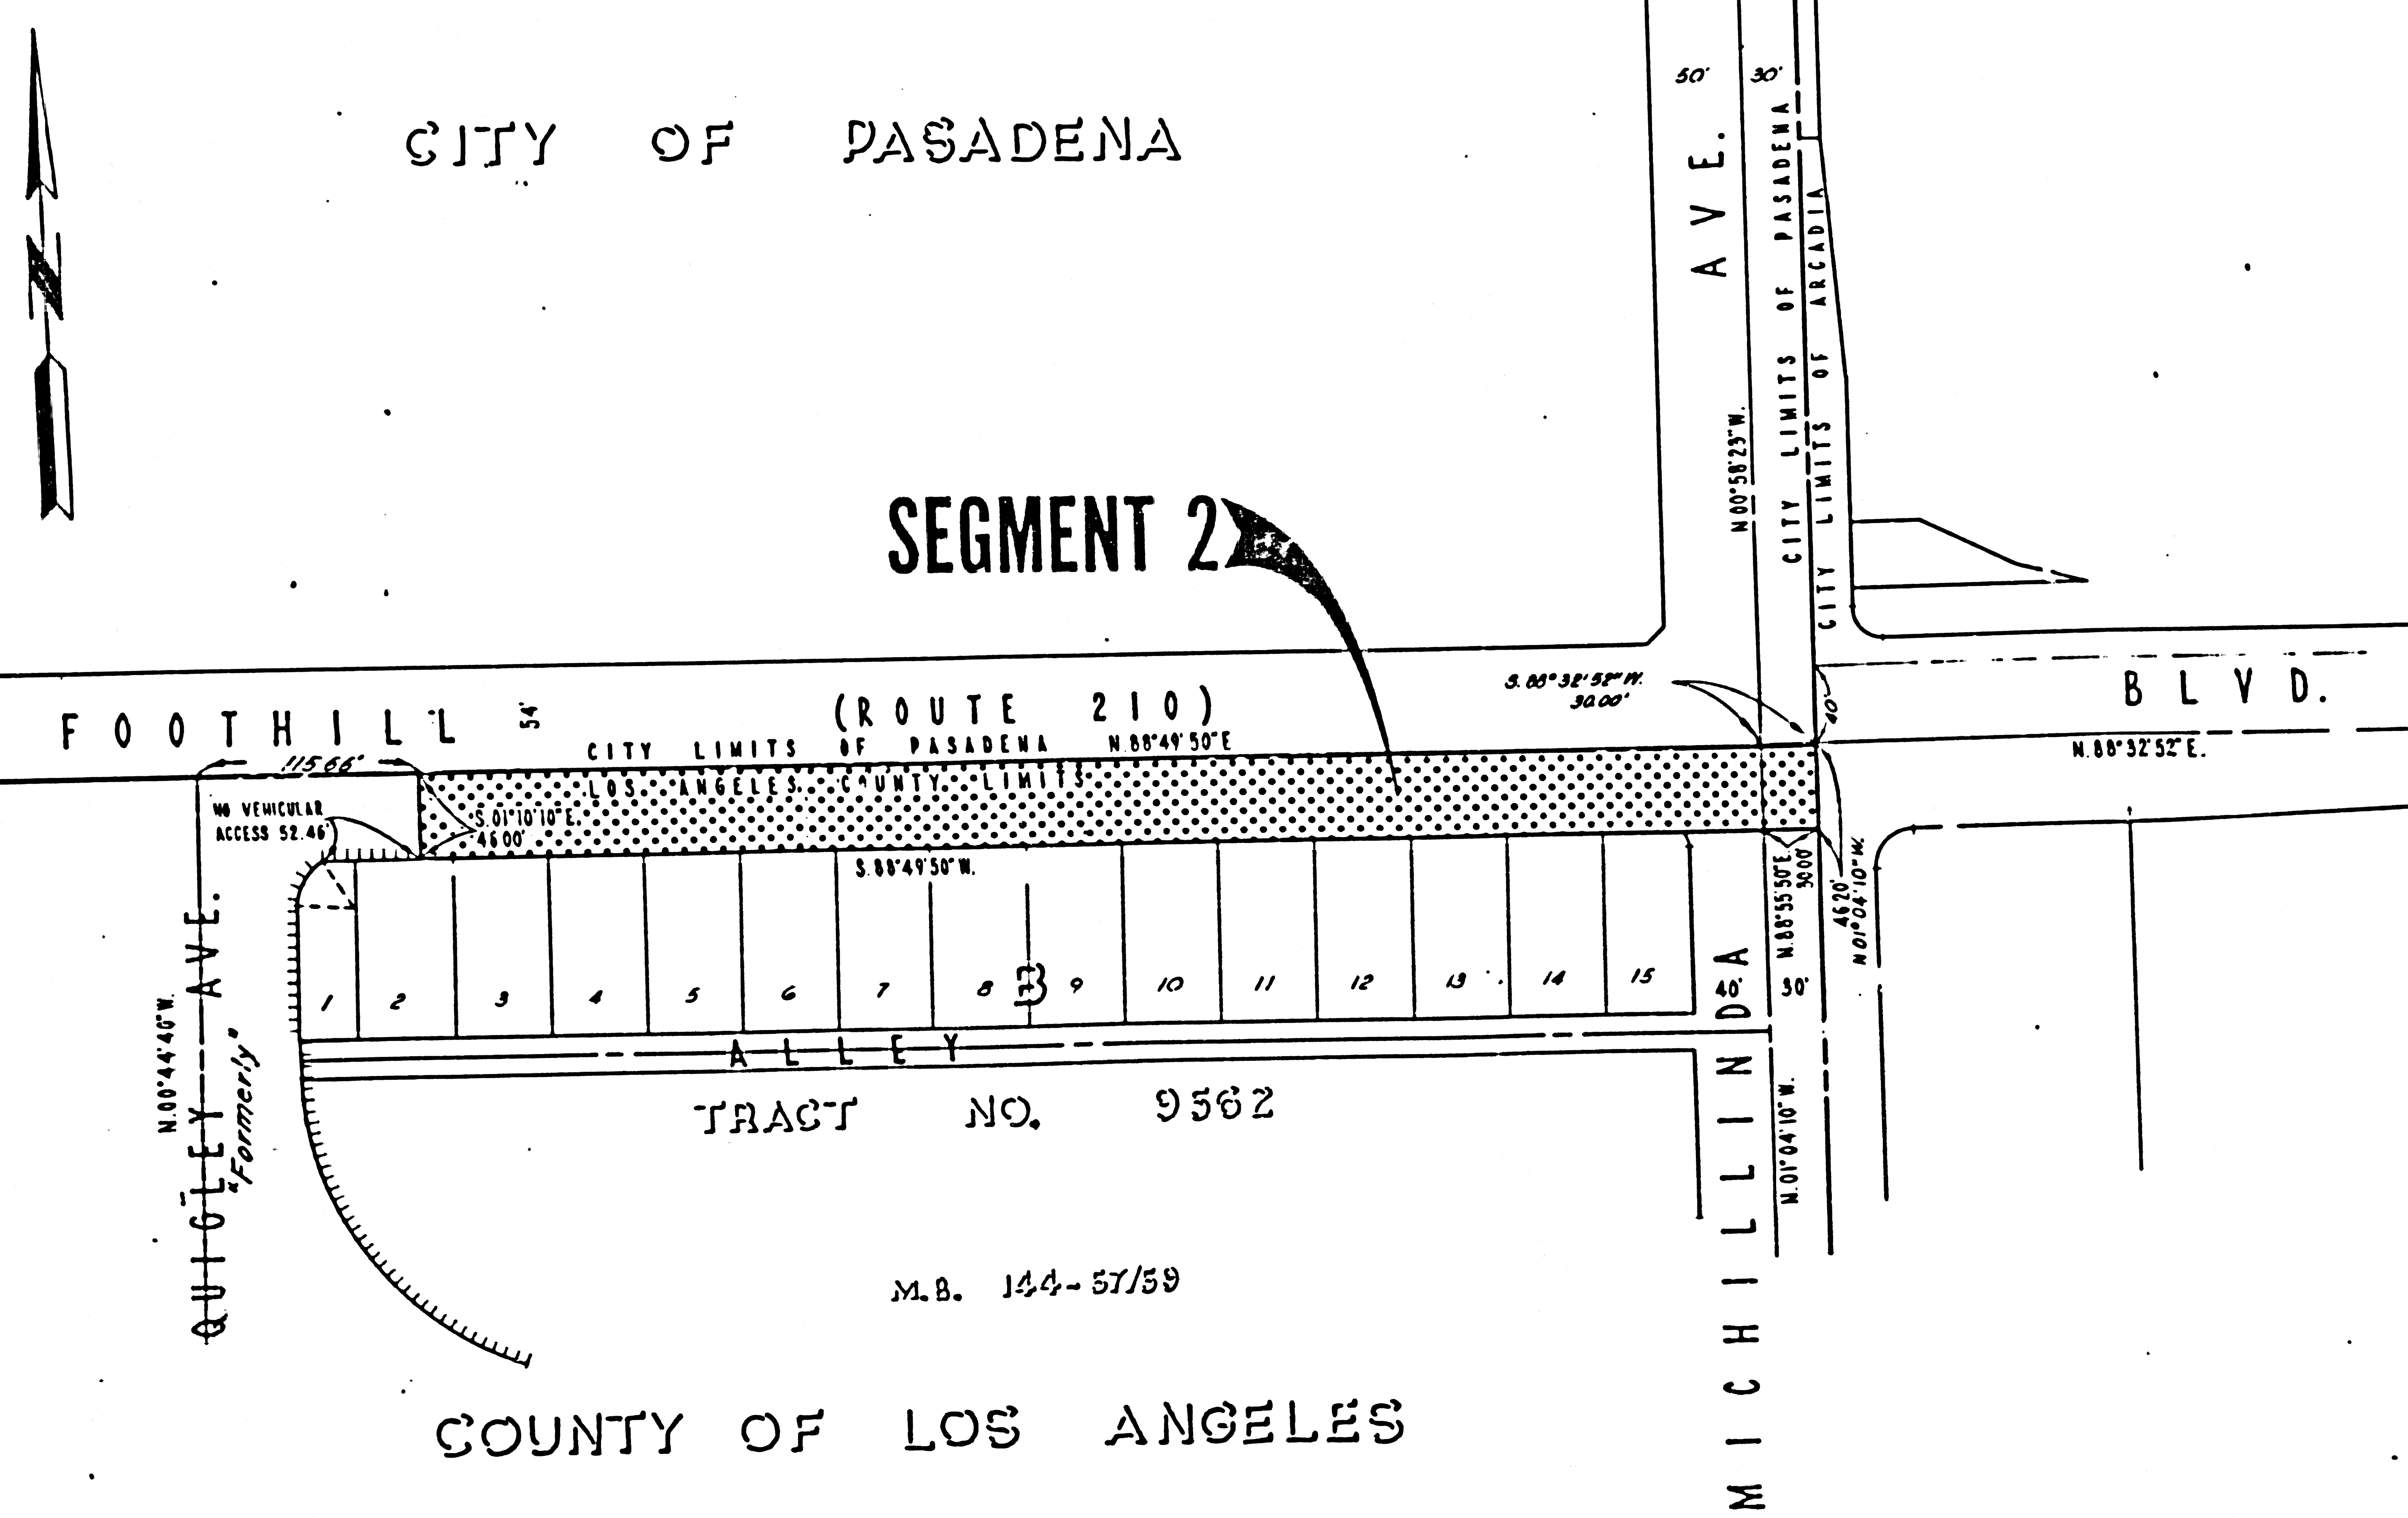 N
CITY OF PASADENA
50'
30'
AVE.
CITY LIMITS OF PASADENA
CITY LIMITS OF ARCADIA
N00°58'23"W.
SEGMENT 2
S. 88° 32' 52" W.
30.00'
FOOTHILL
54'
(ROUTE 210)
BLVD.
40'
115.66'
CITY LIMITS OF PASADENA
N.88°49'50"E
LOS ANGELES COUNTY LIMITS
N.88°32'52"E.
NO VEHICULAR
ACCESS 52.46'
S.01°10'10"E.
46.00'
S.88°49'50"W.
N.88°55'50"E.
30.00'
46.20'
N 01°04'10"W.
1 2 3 4 5 6 7 8 9 10 11 12 13 14 15
40'
30'
N.00°44'40"W.
QUIGLEY AVE.
"Formerly"
ALLEY
TRACT NO. 9562
N.01°04'10"W.
MICHILLINDA
M.B. 144-57/59
COUNTY OF LOS ANGELES